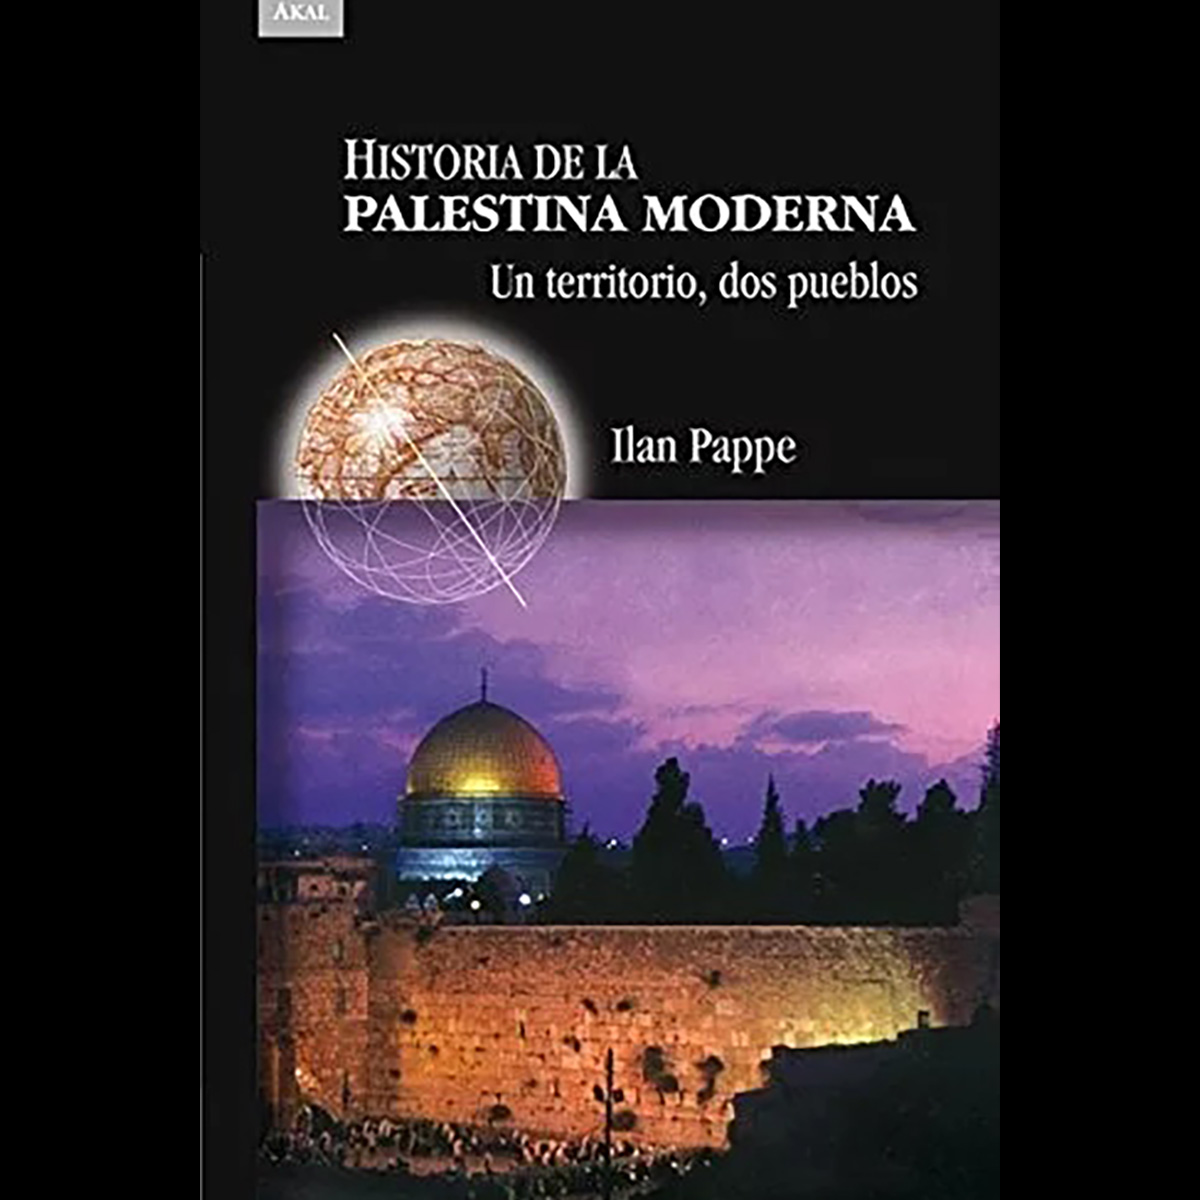 AKAL
HISTORIA DE LA
PALESTINA MODERNA
Un territorio, dos pueblos
Ilan Pappe